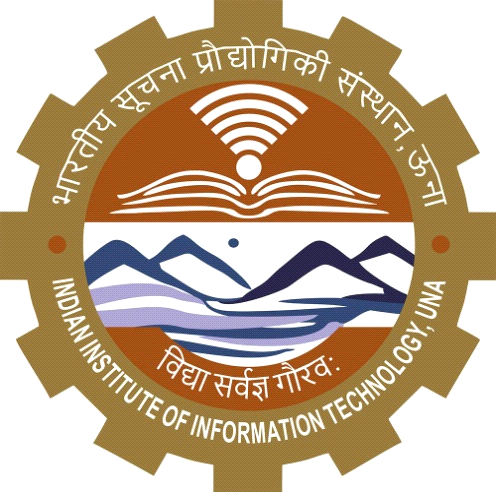 भारतीय सूचना प्रौद्योगिकी संस्थान, ऊना
विद्या सर्वज्ञ गौरवः
INDIAN INSTITUTE OF INFORMATION TECHNOLOGY, UNA